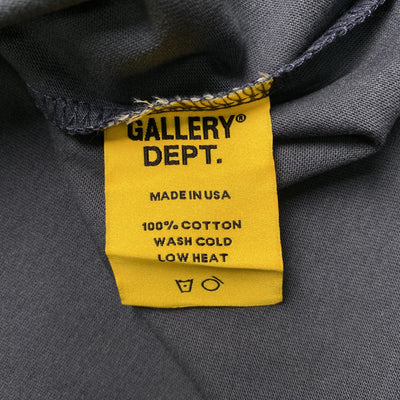 GALLERY®
DEPT.
MADE IN USA
100% COTTON
WASH COLD
LOW HEAT